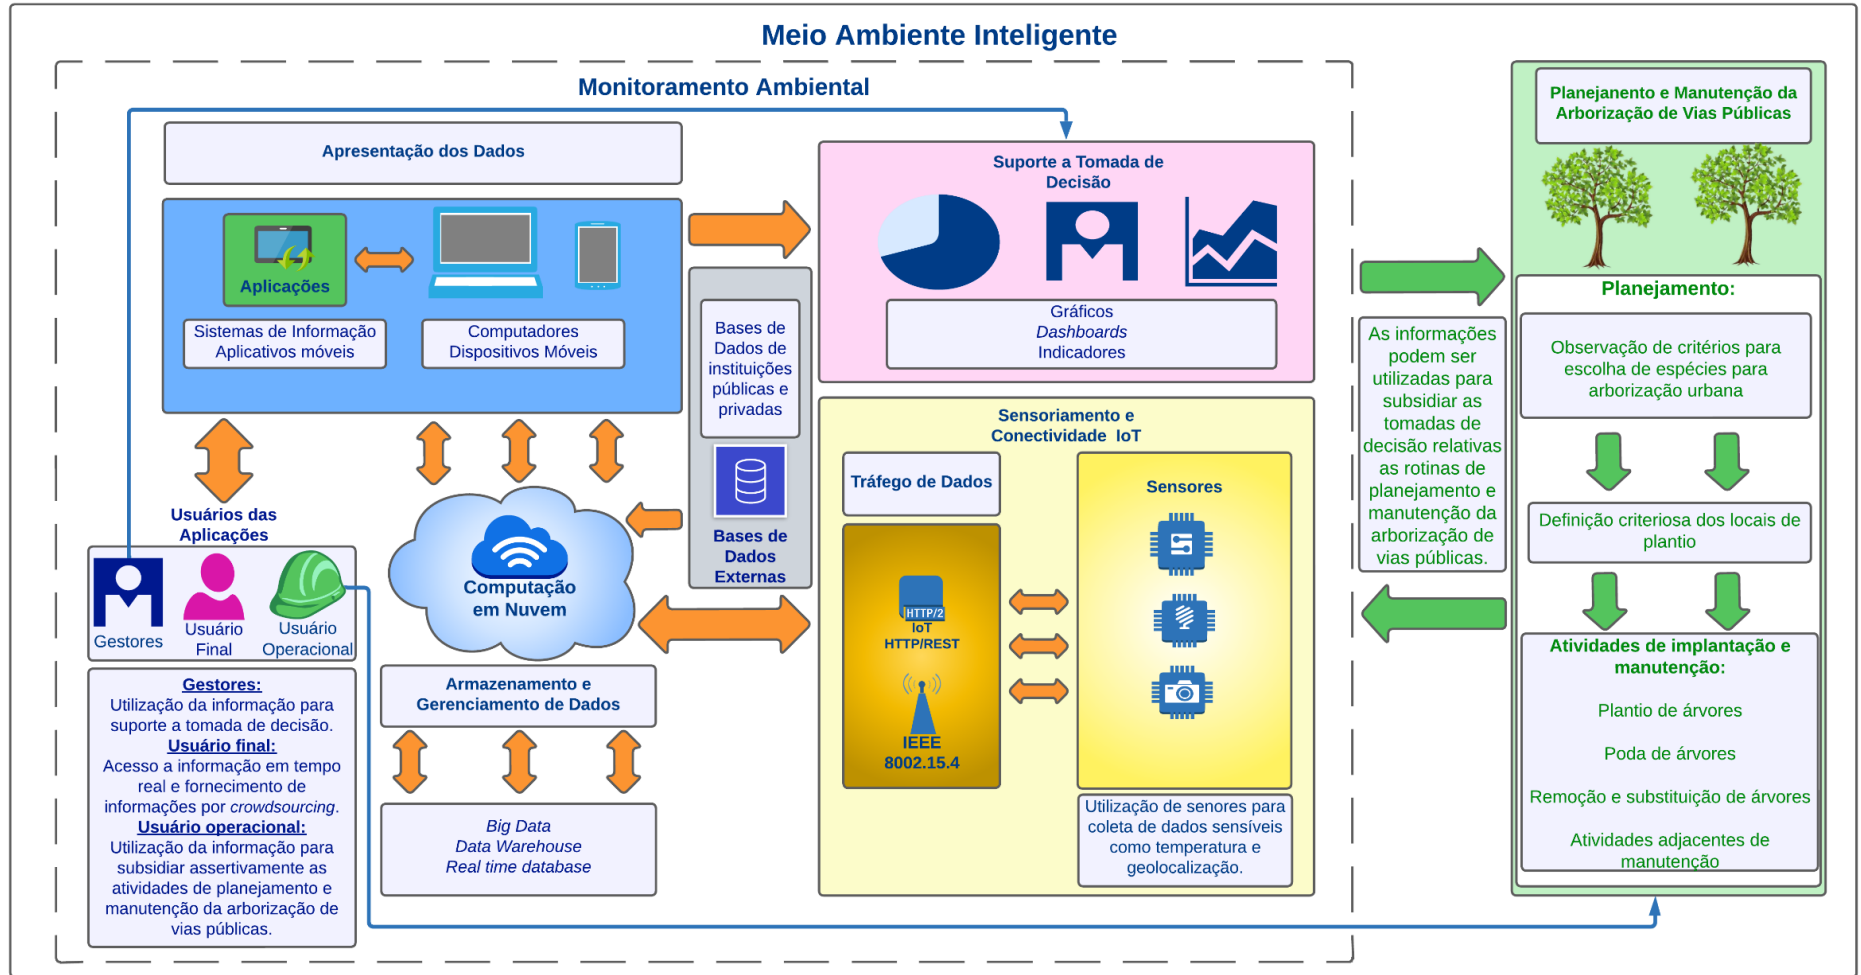 Meio Ambiente Inteligente
Monitoramento Ambiental
Apresentação dos Dados
Aplicações
Sistemas de Informação
Aplicativos móveis
Computadores
Dispositivos Móveis
Usuários das
Aplicações
Gestores
Usuário
Final
Usuário
Operacional
Gestores:
Utilização da informação para
suporte a tomada de decisão.
Usuário final:
Acesso a informação em tempo
real e fornecimento de
informações por crowdsourcing.
Usuário operacional:
Utilização da informação para
subsidiar assertivamente as
atividades de planejamento e
manutenção da arborização de
vias públicas.
Computação
em Nuvem
Armazenamento e
Gerenciamento de Dados
Big Data
Data Warehouse
Real time database
Bases de
Dados de
instituições
públicas e
privadas
Bases de
Dados
Externas
Suporte a Tomada de
Decisão
Gráficos
Dashboards
Indicadores
Sensoriamento e
Conectividade IoT
Tráfego de Dados
HTTP/2
IoT
HTTP/REST
IEEE
8002.15.4
Sensores
Utilização de senores para
coleta de dados sensíveis
como temperatura e
geolocalização.
As informações
podem ser
utilizadas para
subsidiar as
tomadas de
decisão relativas
as rotinas de
planejamento e
manutenção da
arborização de
vias públicas.
Planejanento e Manutenção da
Arborização de Vias Públicas
Planejamento:
Observação de critérios para
escolha de espécies para
arborização urbana
Definição criteriosa dos locais de
plantio
Atividades de implantação e
manutenção:
Plantio de árvores
Poda de árvores
Remoção e substituição de árvores
Atividades adjacentes de
manutenção